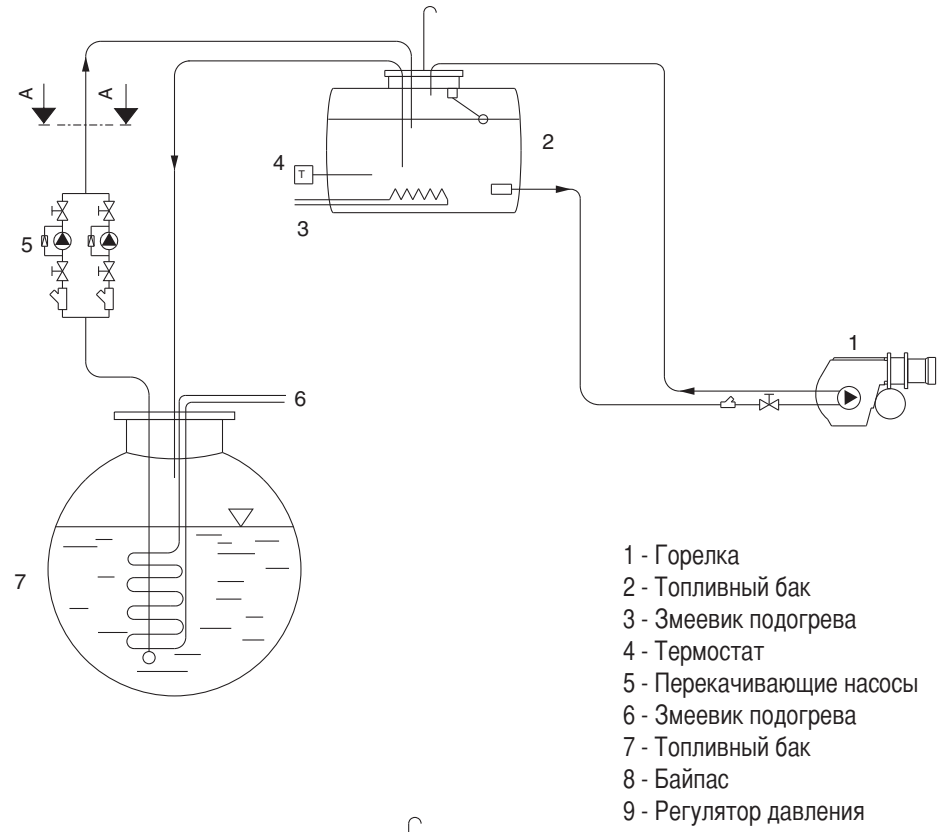 A A
2
4 T
3
5
1
6
7
1 - Горелка
2 - Топливный бак
3 - Змеевик подогрева
4 - Термостат
5 - Перекачивающие насосы
6 - Змеевик подогрева
7 - Топливный бак
8 - Байпас
9 - Регулятор давления